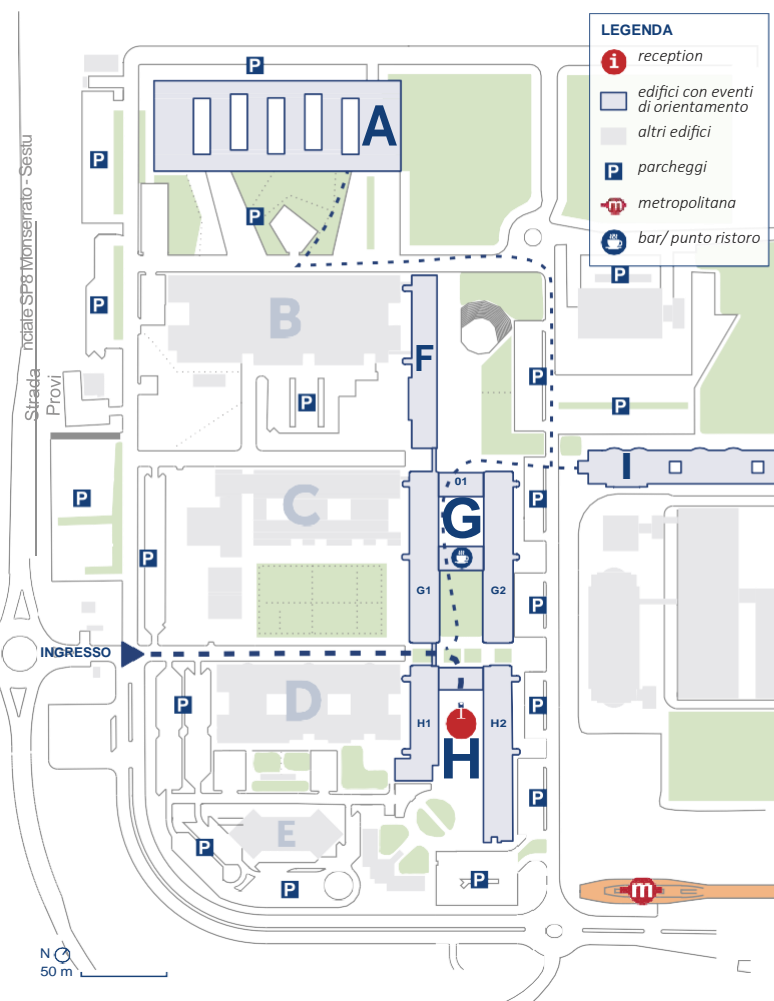 LEGENDA
i
reception
edifici con eventi
di orientamento
altri edifici
P
parcheggi
m
metropolitana
bar/ punto ristoro
P
A
P
P
P
nciale SP8 Monserrato - Sestu
Strada
Provi
P
B
F
P
P
P
I
P
01
C
G
P
P
G1
G2
P
INGRESSO
D
P
H1
i
H2
P
H
P
E
P
P
P
m
N
50 m